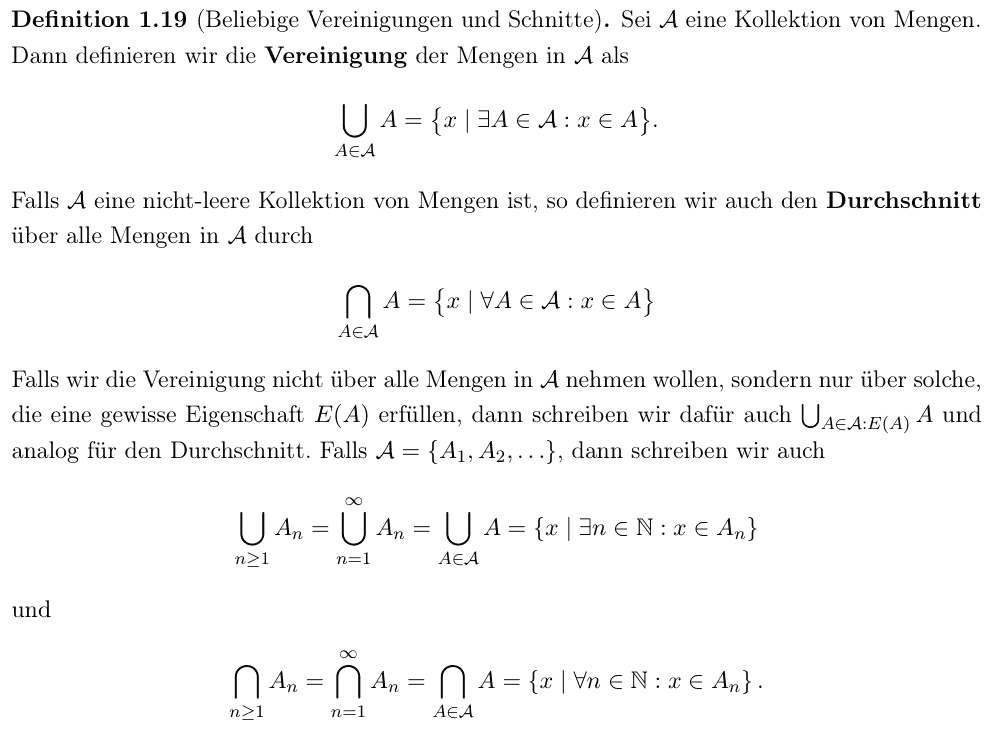 Definition 1.19 (Beliebige Vereinigungen und Schnitte). Sei 𝒜 eine Kollektion von Mengen.
Dann definieren wir die Vereinigung der Mengen in 𝒜 als
⋃_{A∈𝒜} A = {x | ∃A ∈ 𝒜 : x ∈ A}.
Falls 𝒜 eine nicht-leere Kollektion von Mengen ist, so definieren wir auch den Durchschnitt
über alle Mengen in 𝒜 durch
⋂_{A∈𝒜} A = {x | ∀A ∈ 𝒜 : x ∈ A}
Falls wir die Vereinigung nicht über alle Mengen in 𝒜 nehmen wollen, sondern nur über solche,
die eine gewisse Eigenschaft E(A) erfüllen, dann schreiben wir dafür auch ⋃_{A∈𝒜:E(A)} A und
analog für den Durchschnitt. Falls 𝒜 = {A₁, A₂, . . .}, dann schreiben wir auch
⋃_{n≥1} Aₙ = ⋃_{n=1}^{∞} Aₙ = ⋃_{A∈𝒜} A = {x | ∃n ∈ ℕ : x ∈ Aₙ}
und
⋂_{n≥1} Aₙ = ⋂_{n=1}^{∞} Aₙ = ⋂_{A∈𝒜} A = {x | ∀n ∈ ℕ : x ∈ Aₙ} .